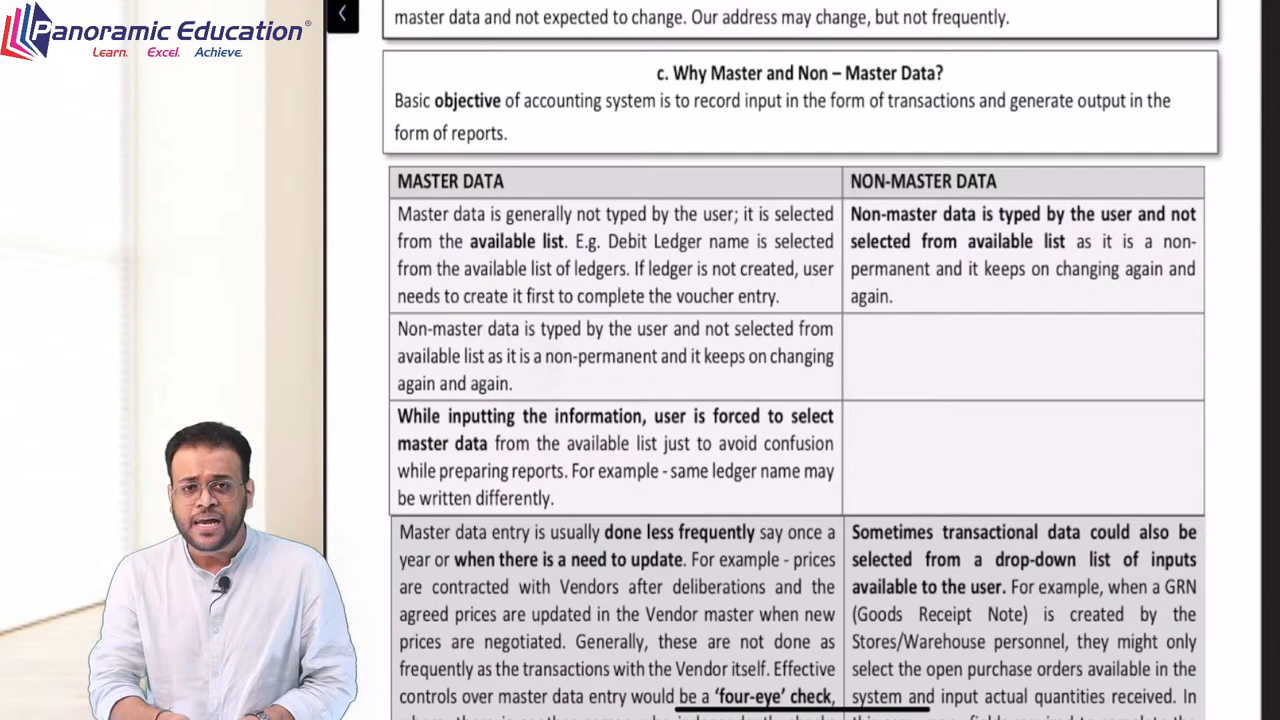 Panoramic Education®
Learn. Excel. Achieve.
master data and not expected to change. Our address may change, but not frequently.
c. Why Master and Non – Master Data?
Basic objective of accounting system is to record input in the form of transactions and generate output in the
form of reports.
MASTER DATA
NON-MASTER DATA
Master data is generally not typed by the user; it is selected
from the available list. E.g. Debit Ledger name is selected
from the available list of ledgers. If ledger is not created, user
needs to create it first to complete the voucher entry.
Non-master data is typed by the user and not
selected from available list as it is a non-
permanent and it keeps on changing again and
again.
Non-master data is typed by the user and not selected from
available list as it is a non-permanent and it keeps on changing
again and again.
While inputting the information, user is forced to select
master data from the available list just to avoid confusion
while preparing reports. For example - same ledger name may
be written differently.
Master data entry is usually done less frequently say once a
year or when there is a need to update. For example - prices
are contracted with Vendors after deliberations and the
agreed prices are updated in the Vendor master when new
prices are negotiated. Generally, these are not done as
frequently as the transactions with the Vendor itself. Effective
controls over master data entry would be a ‘four-eye’ check,
Sometimes transactional data could also be
selected from a drop-down list of inputs
available to the user. For example, when a GRN
(Goods Receipt Note) is created by the
Stores/Warehouse personnel, they might only
select the open purchase orders available in the
system and input actual quantities received. In